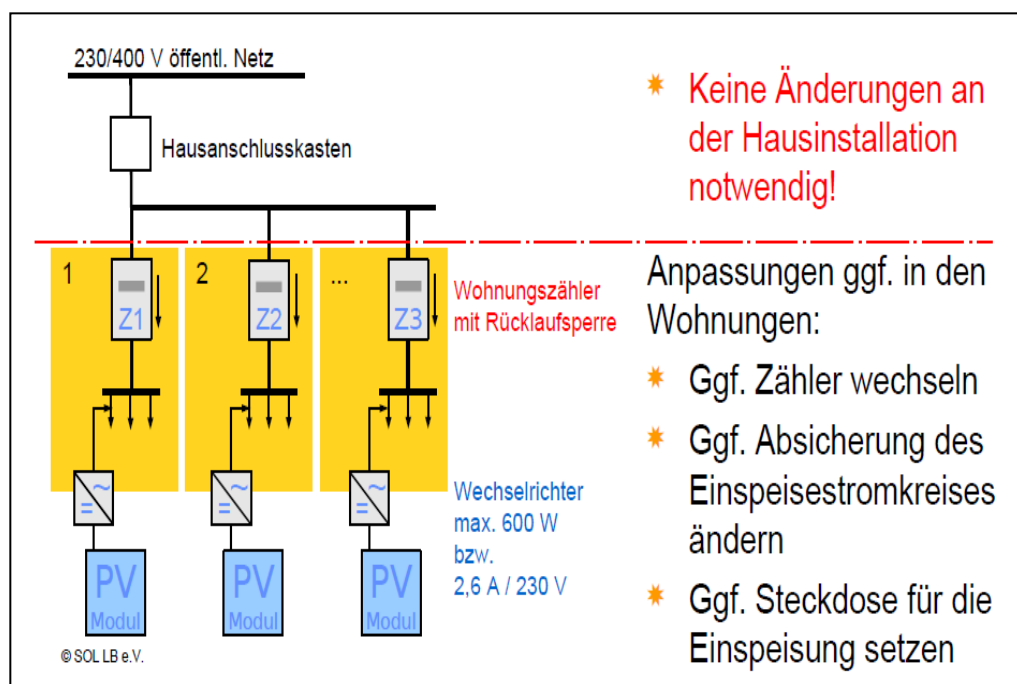 230/400 V öffentl. Netz
Hausanschlusskasten
1
2
...
Z1
Z2
Z3
Wohnungszähler
mit Rücklaufsperre
~
=
~
=
~
=
Wechselrichter
max. 600 W
bzw.
2,6 A / 230 V
PV
Modul
PV
Modul
PV
Modul
© SOL LB e.V.
Keine Änderungen an
der Hausinstallation
notwendig!
Anpassungen ggf. in den
Wohnungen:
Ggf. Zähler wechseln
Ggf. Absicherung des
Einspeisestromkreises
ändern
Ggf. Steckdose für die
Einspeisung setzen